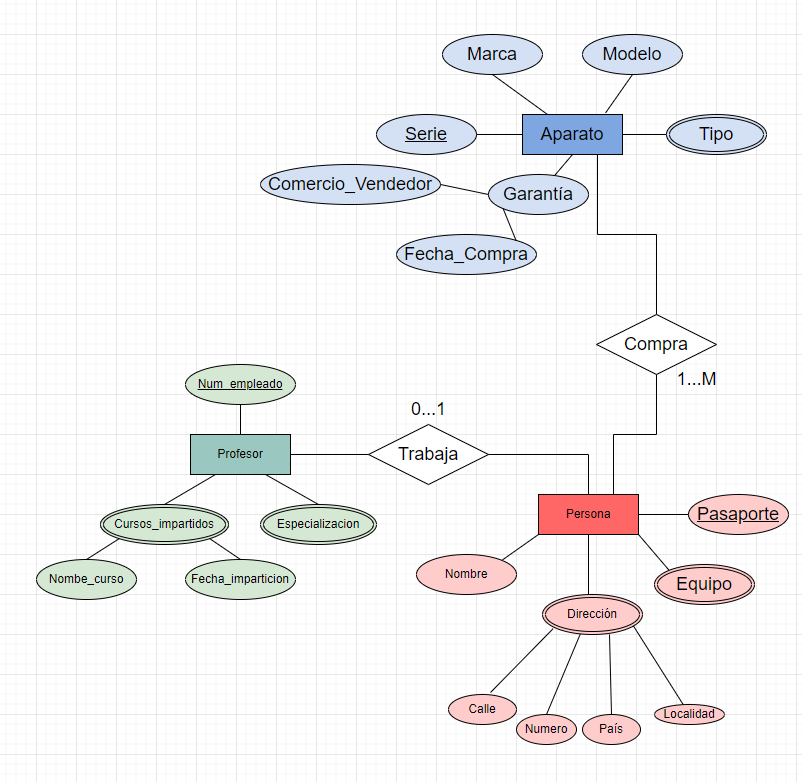 Marca
Modelo
Serie
Aparato
Tipo
Comercio_Vendedor
Garantía
Fecha_Compra
Compra
1...M
Num_empleado
0...1
Profesor
Trabaja
Persona
Pasaporte
Cursos_impartidos
Especializacion
Nombe_curso
Fecha_imparticion
Nombre
Equipo
Dirección
Calle
Numero
País
Localidad